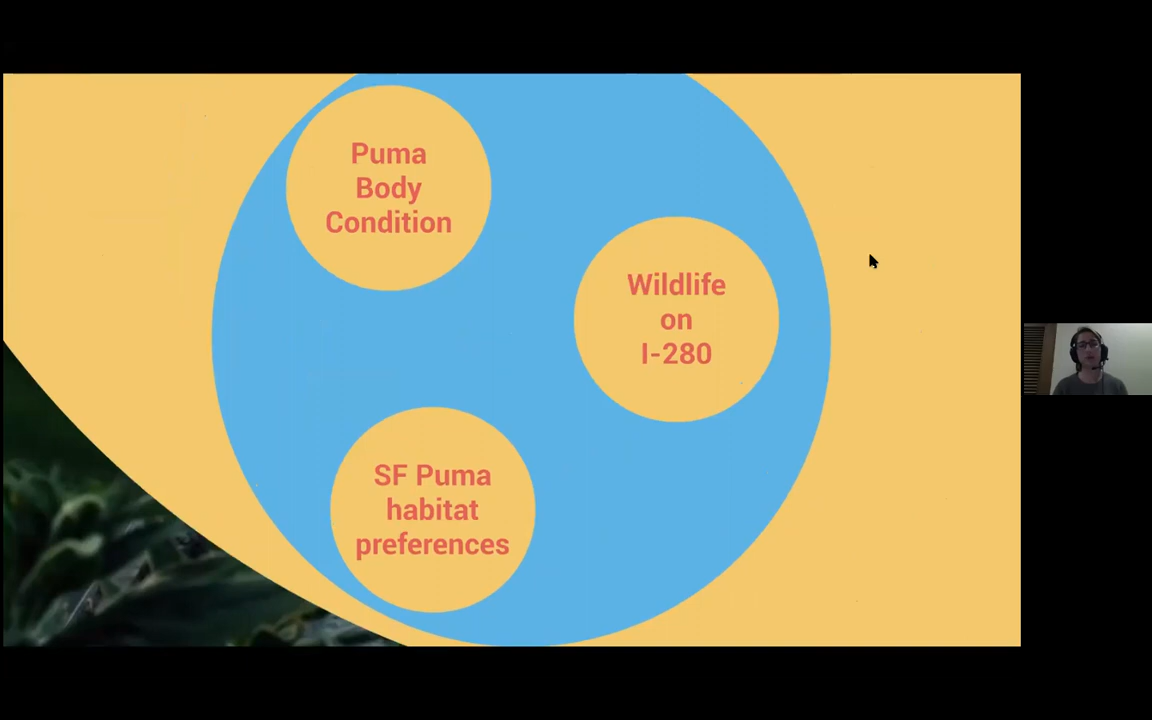 Puma
Body
Condition
Wildlife
on
I-280
SF Puma
habitat
preferences